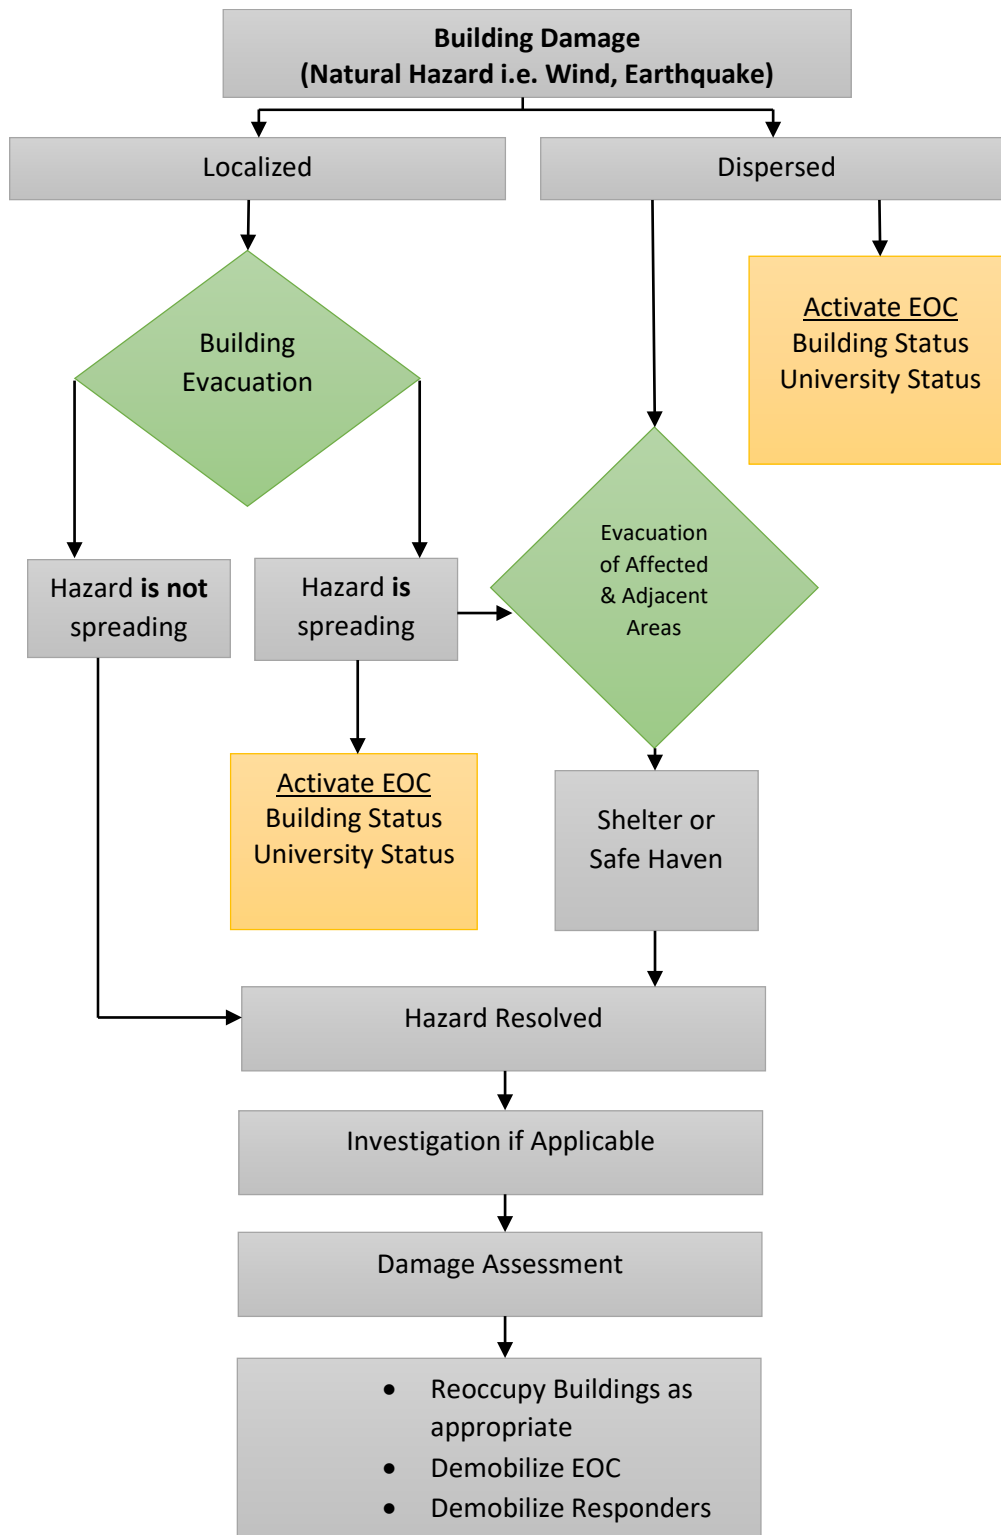 Building Damage
(Natural Hazard i.e. Wind, Earthquake)
Localized
Dispersed
Activate EOC
Building Status
University Status
Building
Evacuation
Evacuation
of Affected
& Adjacent
Areas
Hazard is not
spreading
Hazard is
spreading
Activate EOC
Building Status
University Status
Shelter or
Safe Haven
Hazard Resolved
Investigation if Applicable
Damage Assessment
• Reoccupy Buildings as
appropriate
• Demobilize EOC
• Demobilize Responders